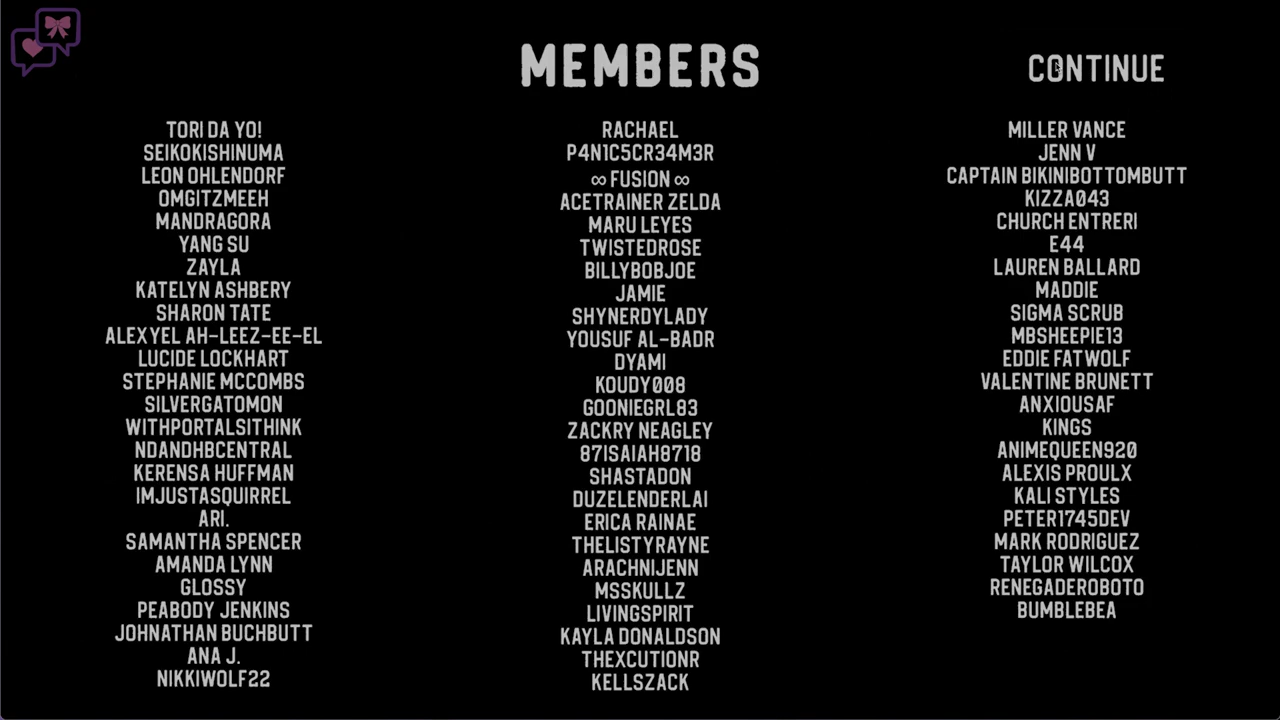 MEMBERS
CONTINUE
TORI DA YO!
SEIKOKISHINUMA
LEON OHLENDORF
OMGITZMEEH
MANDRAGORA
YANG SU
ZAYLA
KATELYN ASHBERY
SHARON TATE
ALEXYEL AH-LEEZ-EE-EL
LUCIDE LOCKHART
STEPHANIE MCCOMBS
SILVERGATOMON
WITHPORTALSITHINK
NDANDHBCENTRAL
KERENSA HUFFMAN
IMJUSTASQUIRREL
ARI.
SAMANTHA SPENCER
AMANDA LYNN
GLOSSY
PEABODY JENKINS
JOHNATHAN BUCHBUTT
ANA J.
NIKKIWOLF22
RACHAEL
P4N1C5CR34M3R
∞ FUSION ∞
ACETRAINER ZELDA
MARU LEYES
TWISTEDROSE
BILLYBOBJOE
JAMIE
SHYNERDYLADY
YOUSUF AL-BADR
DYAMI
KOUDY008
GOONIEGRL83
ZACKRY NEAGLEY
87ISAIAH8718
SHASTADON
DUZELENDERLAI
ERICA RAINAE
THELISTYRAYNE
ARACHNIJENN
MSSKULLZ
LIVINGSPIRIT
KAYLA DONALDSON
THEXCUTIONR
KELLSZACK
MILLER VANCE
JENN V
CAPTAIN BIKINIBOTTOMBUTT
KIZZA043
CHURCH ENTRERI
E44
LAUREN BALLARD
MADDIE
SIGMA SCRUB
MBSHEEPIE13
EDDIE FATWOLF
VALENTINE BRUNETT
ANXIOUSAF
KINGS
ANIMEQUEEN920
ALEXIS PROULX
KALI STYLES
PETER1745DEV
MARK RODRIGUEZ
TAYLOR WILCOX
RENEGADEROBOTO
BUMBLEBEA